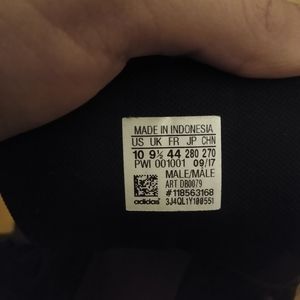 MADE IN INDONESIA
US UK FR JP CHN
10 9½ 44 280 270
PWI 001001 09/17
MALE/MALE
ART DB0079
#118563168
adidas 3J4QL1Y100551